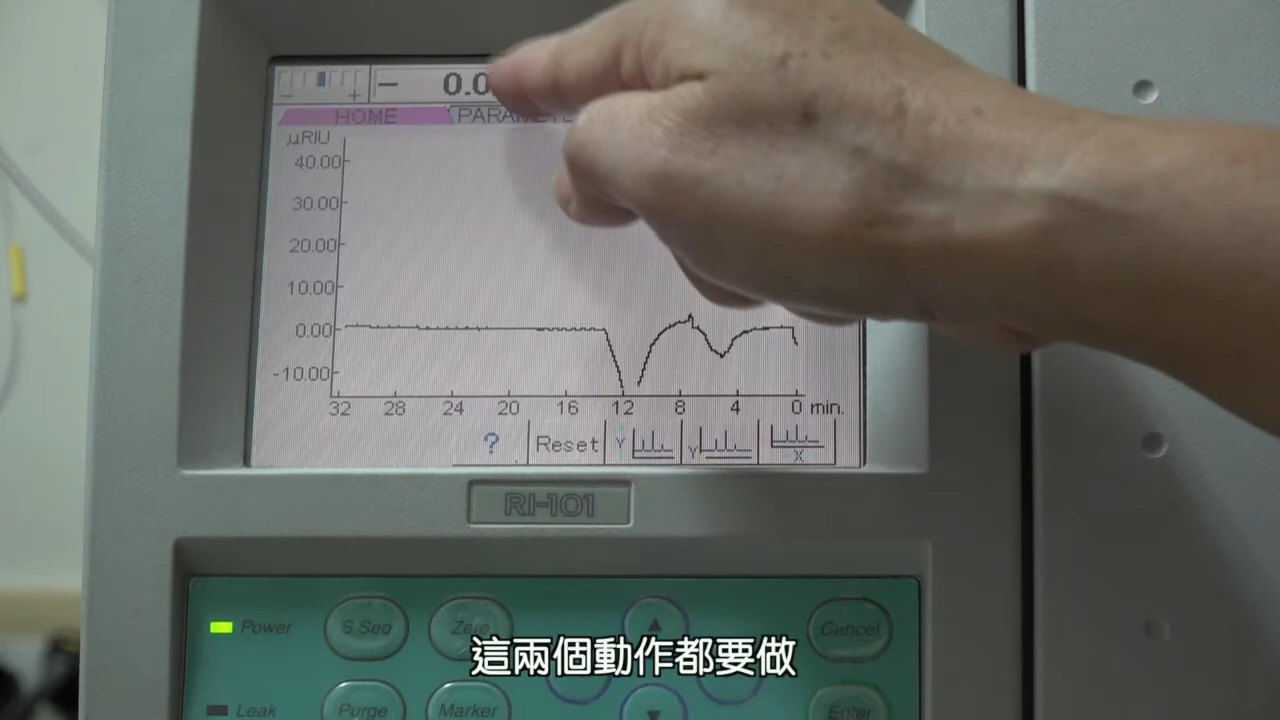 − 0.0
HOME PARAMETE
µRIU
40.00
30.00
20.00
10.00
0.00
-10.00
32 28 24 20 16 12 8 4 0 min.
? Reset Y Y X
RI-101
Power S.Seq Zero Cancel
這兩個動作都要做
Leak Purge Marker Enter